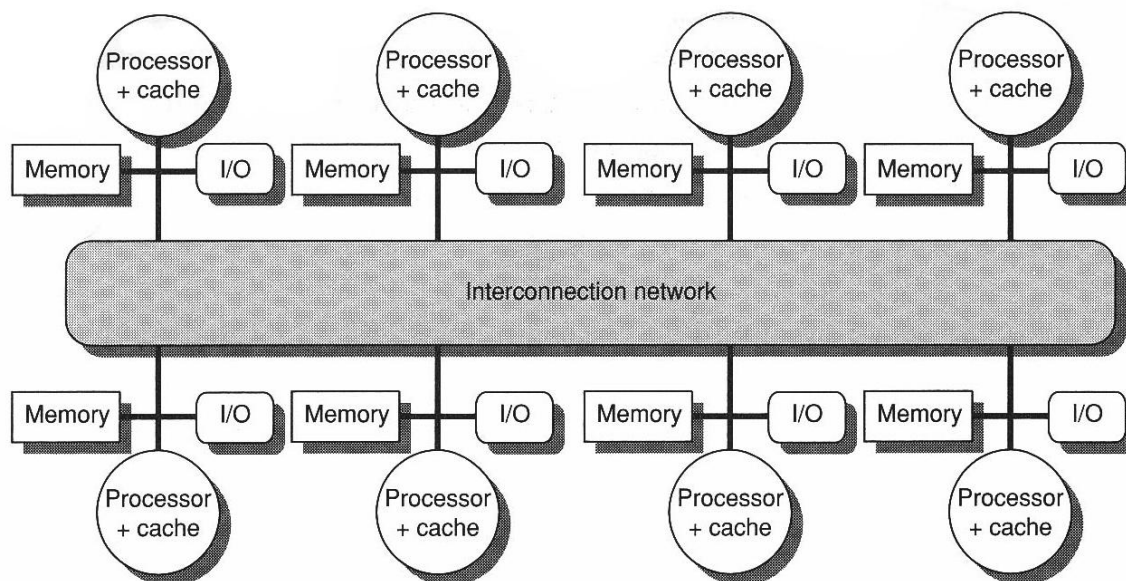 Processor
+ cache
Processor
+ cache
Processor
+ cache
Processor
+ cache
Memory
I/O
Memory
I/O
Memory
I/O
Memory
I/O
Interconnection network
Memory
I/O
Memory
I/O
Memory
I/O
Memory
I/O
Processor
+ cache
Processor
+ cache
Processor
+ cache
Processor
+ cache